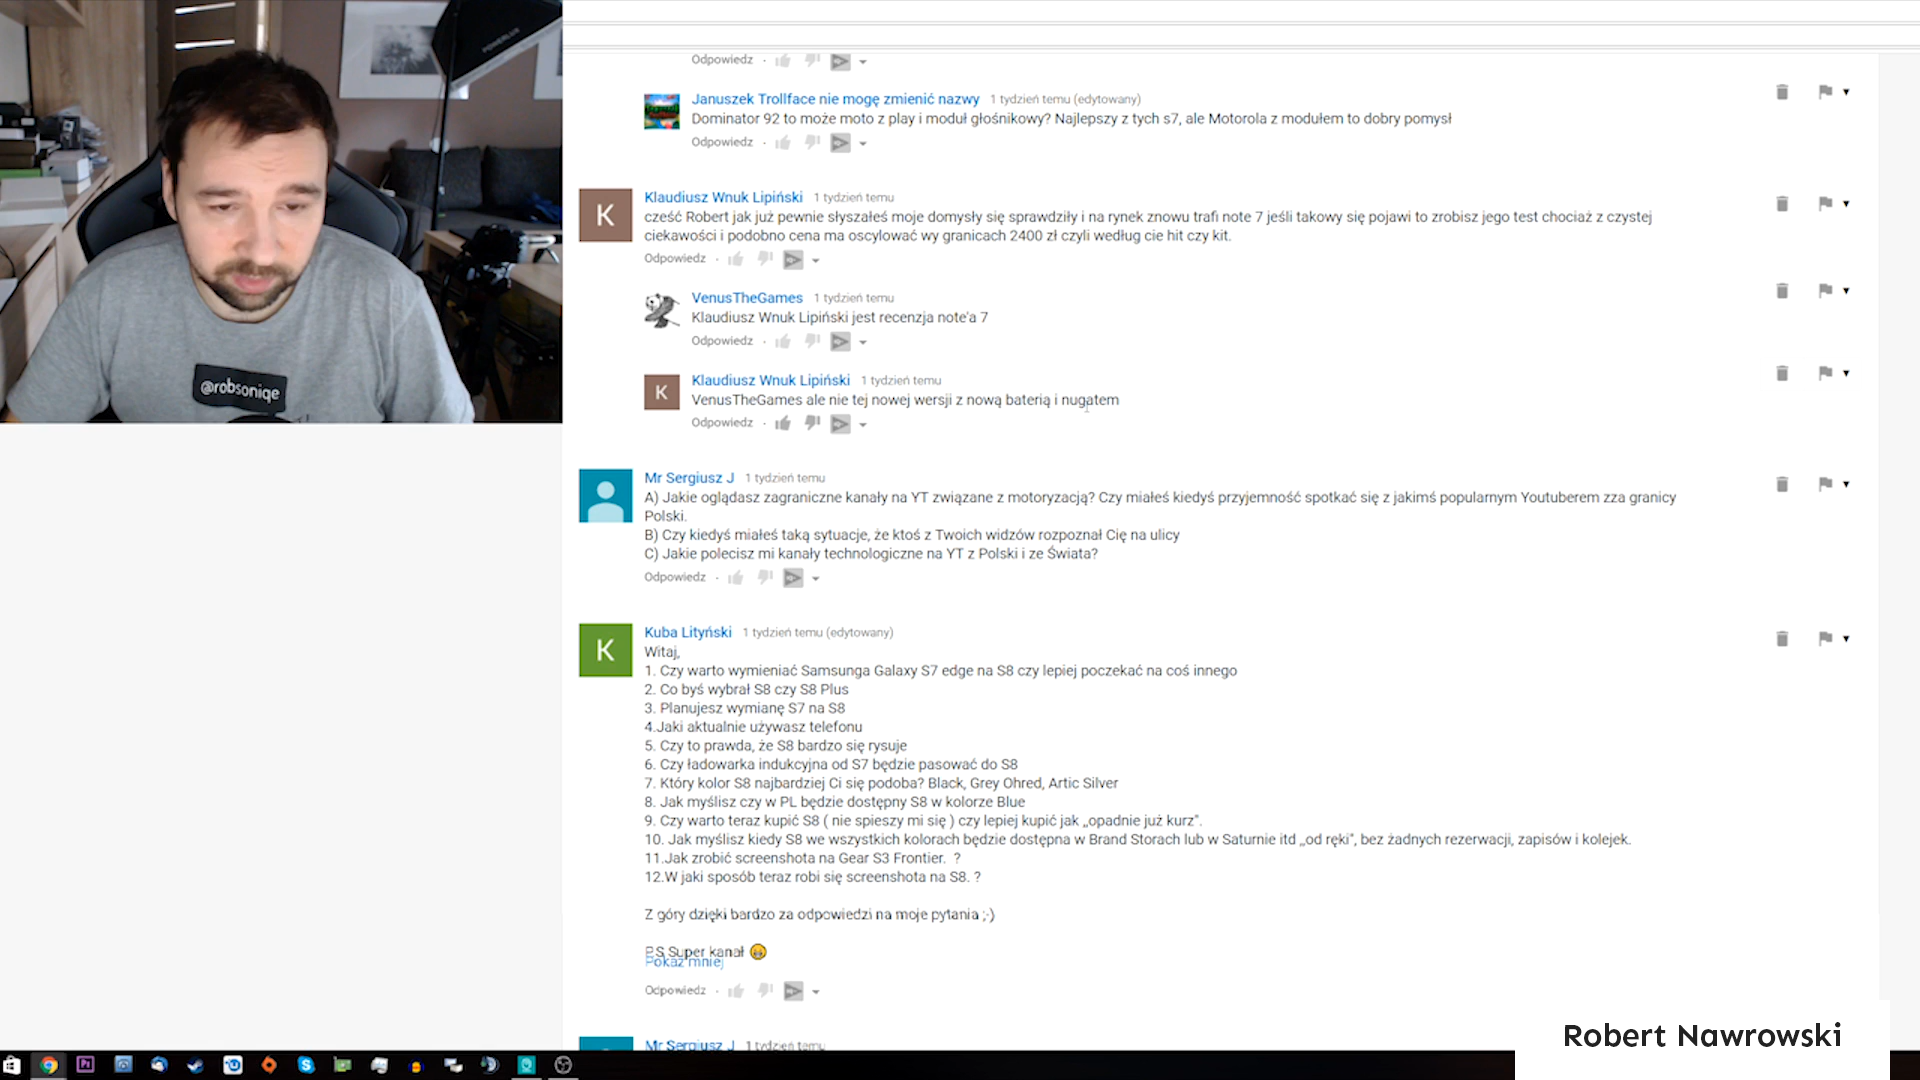 POWERLUX
@robsoniqe
Odpowiedz
Januszek Trollface nie mogę zmienić nazwy 1 tydzień temu (edytowany)
Dominator 92 to może moto z play i moduł głośnikowy? Najlepszy z tych s7, ale Motorola z modułem to dobry pomysł
Odpowiedz
K
Klaudiusz Wnuk Lipiński 1 tydzień temu
cześć Robert jak już pewnie słyszałeś moje domysły się sprawdziły i na rynek znowu trafi note 7 jeśli takowy się pojawi to zrobisz jego test chociaż z czystej
ciekawości i podobno cena ma oscylować wy granicach 2400 zł czyli według cie hit czy kit.
Odpowiedz
VenusTheGames 1 tydzień temu
Klaudiusz Wnuk Lipiński jest recenzja note'a 7
Odpowiedz
K
Klaudiusz Wnuk Lipiński 1 tydzień temu
VenusTheGames ale nie tej nowej wersji z nową baterią i nugatem
Odpowiedz
Mr Sergiusz J 1 tydzień temu
A) Jakie oglądasz zagraniczne kanały na YT związane z motoryzacją? Czy miałeś kiedyś przyjemność spotkać się z jakimś popularnym Youtuberem zza granicy
Polski.
B) Czy kiedyś miałeś taką sytuacje, że ktoś z Twoich widzów rozpoznał Cię na ulicy
C) Jakie polecisz mi kanały technologiczne na YT z Polski i ze Świata?
Odpowiedz
K
Kuba Lityński 1 tydzień temu (edytowany)
Witaj,
1. Czy warto wymieniać Samsunga Galaxy S7 edge na S8 czy lepiej poczekać na coś innego
2. Co byś wybrał S8 czy S8 Plus
3. Planujesz wymianę S7 na S8
4.Jaki aktualnie używasz telefonu
5. Czy to prawda, że S8 bardzo się rysuje
6. Czy ładowarka indukcyjna od S7 będzie pasować do S8
7. Który kolor S8 najbardziej Ci się podoba? Black, Grey Ohred, Artic Silver
8. Jak myślisz czy w PL będzie dostępny S8 w kolorze Blue
9. Czy warto teraz kupić S8 ( nie spieszy mi się ) czy lepiej kupić jak „opadnie już kurz".
10. Jak myślisz kiedy S8 we wszystkich kolorach będzie dostępna w Brand Storach lub w Saturnie itd „od ręki", bez żadnych rezerwacji, zapisów i kolejek.
11.Jak zrobić screenshota na Gear S3 Frontier. ?
12.W jaki sposób teraz robi się screenshota na S8. ?
Z góry dzięki bardzo za odpowiedzi na moje pytania ;-)
P.S Super kanał
Pokaż mniej
Odpowiedz
Mr Sergiusz J 1 tydzień temu
Robert Nawrowski